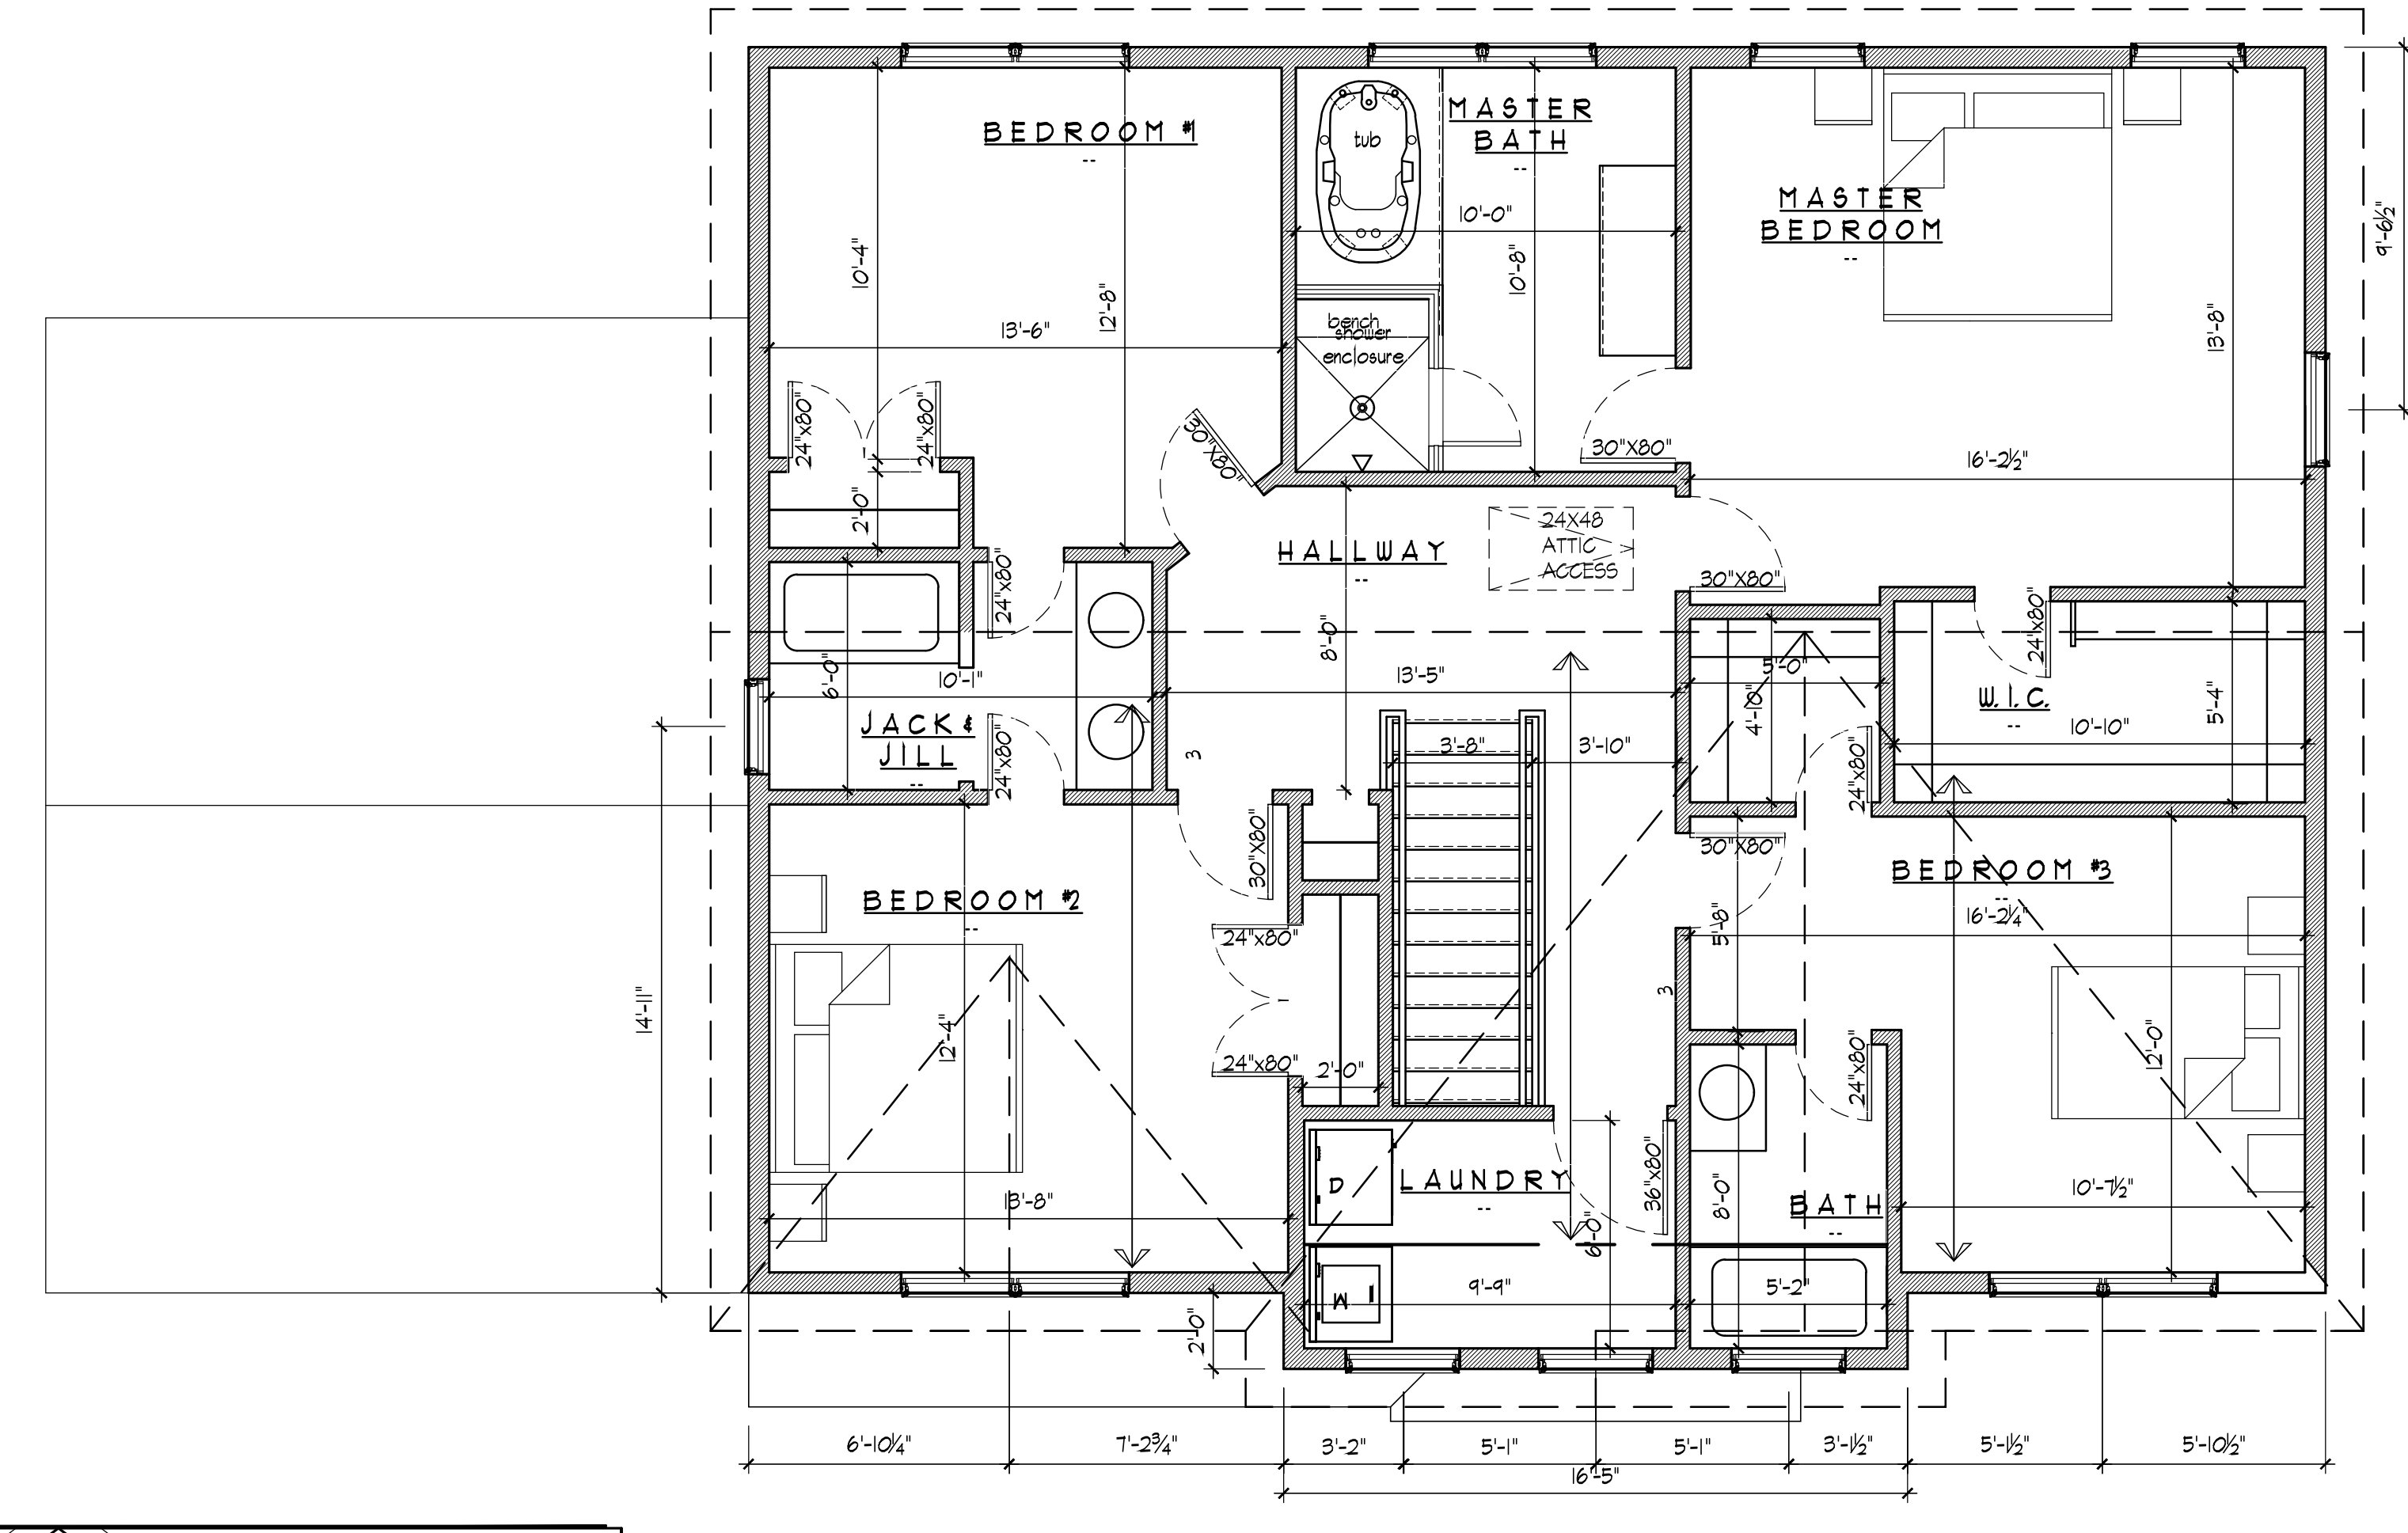 BEDROOM #1
--
MASTER
BATH
--
tub
MASTER
BEDROOM
--
10'-0"
9'-6½"
10'-4"
12'-8"
10'-8"
13'-8"
13'-6"
bench
shower
enclosure
24"x80"
24"x80"
30"X80"
30"X80"
16'-2½"
2'-0"
24X48
ATTIC
ACCESS
HALLWAY
--
24"x80"
30"X80"
24"x80"
8'-0"
6'-0"
10'-1"
13'-5"
5'-0"
4'-10"
W.I.C.
--
5'-4"
10'-10"
JACK &
JILL
--
24"x80"
3
3'-8"
3'-10"
24"x80"
30"X80"
30"X80"
BEDROOM #3
--
16'-2¼"
BEDROOM #2
--
24"x80"
5'-8"
3
14'-11"
12'-4"
12'-0"
24"x80"
2'-0"
24"x80"
D
LAUNDRY
--
36"x80"
8'-0"
BATH
--
10'-7½"
13'-8"
6'-0"
W
9'-9"
5'-2"
2'-0"
6'-10¼"
7'-2¾"
3'-2"
5'-1"
5'-1"
3'-1½"
5'-1½"
5'-10½"
16'-5"